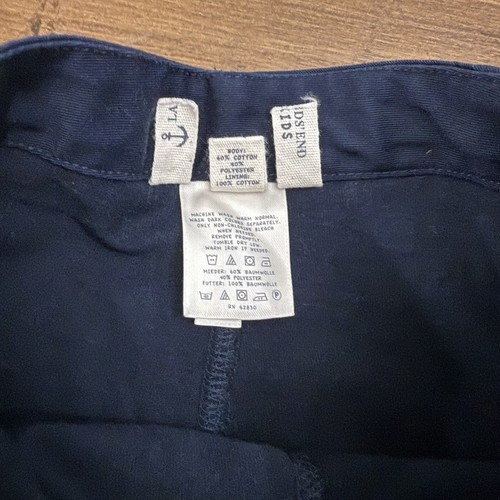 LA
BODY:
60% COTTON
40%
POLYESTER
LINING:
100% COTTON
DS' END
KIDS
MACHINE WASH WARM NORMAL.
WASH DARK COLORS SEPARATELY.
ONLY NON-CHLORINE BLEACH
WHEN NEEDED.
REMOVE PROMPTLY.
TUMBLE DRY LOW.
WARM IRON IF NEEDED.
MIEDER: 60% BAUMWOLLE
40% POLYESTER
FUTTER: 100% BAUMWOLLE
P
RN 62830